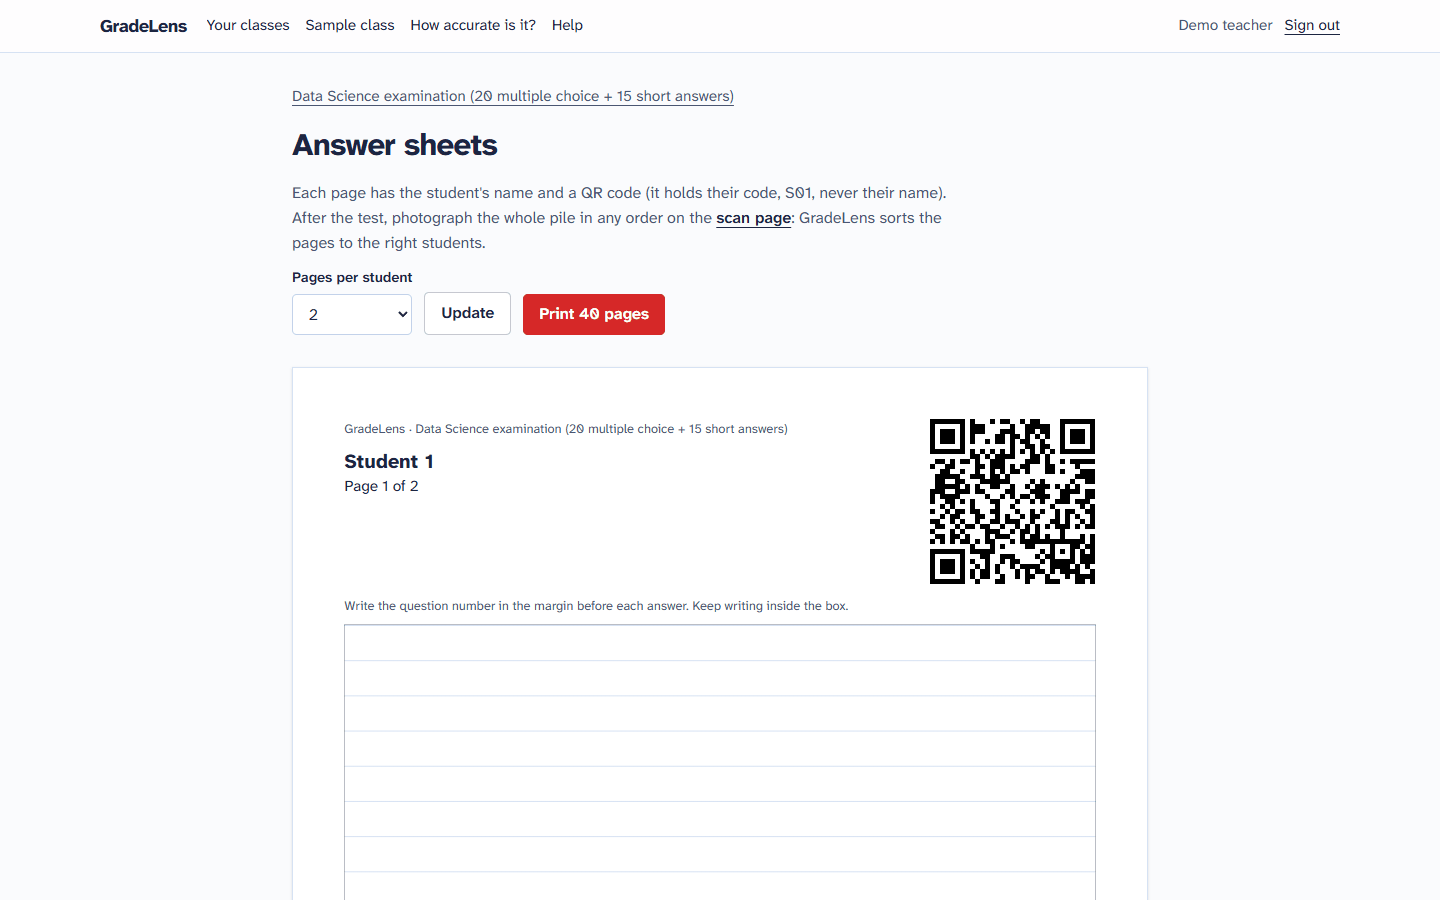 GradeLens Your classes Sample class How accurate is it? Help Demo teacher Sign out
Data Science examination (20 multiple choice + 15 short answers)
Answer sheets
Each page has the student's name and a QR code (it holds their code, S01, never their name).
After the test, photograph the whole pile in any order on the scan page: GradeLens sorts the
pages to the right students.
Pages per student
2 Update Print 40 pages
GradeLens · Data Science examination (20 multiple choice + 15 short answers)
Student 1
Page 1 of 2
Write the question number in the margin before each answer. Keep writing inside the box.